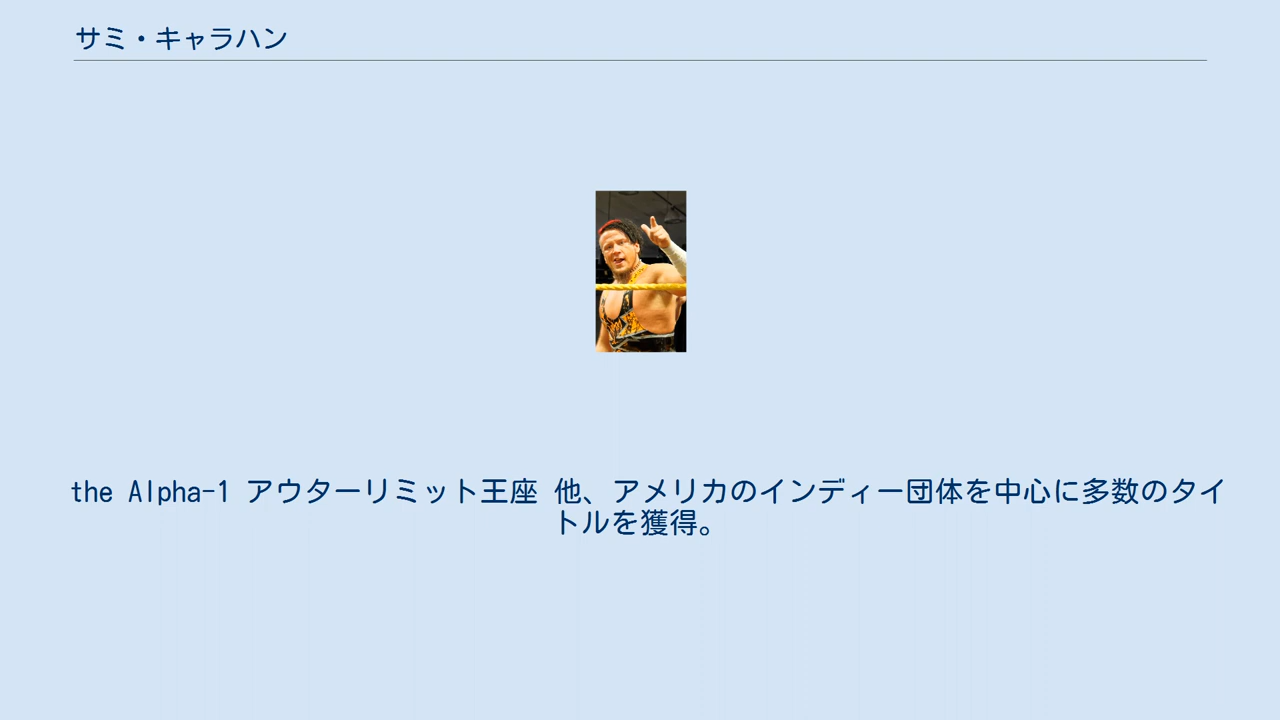 サミ・キャラハン
the Alpha-1 アウターリミット王座 他、アメリカのインディー団体を中心に多数のタイ
トルを獲得。